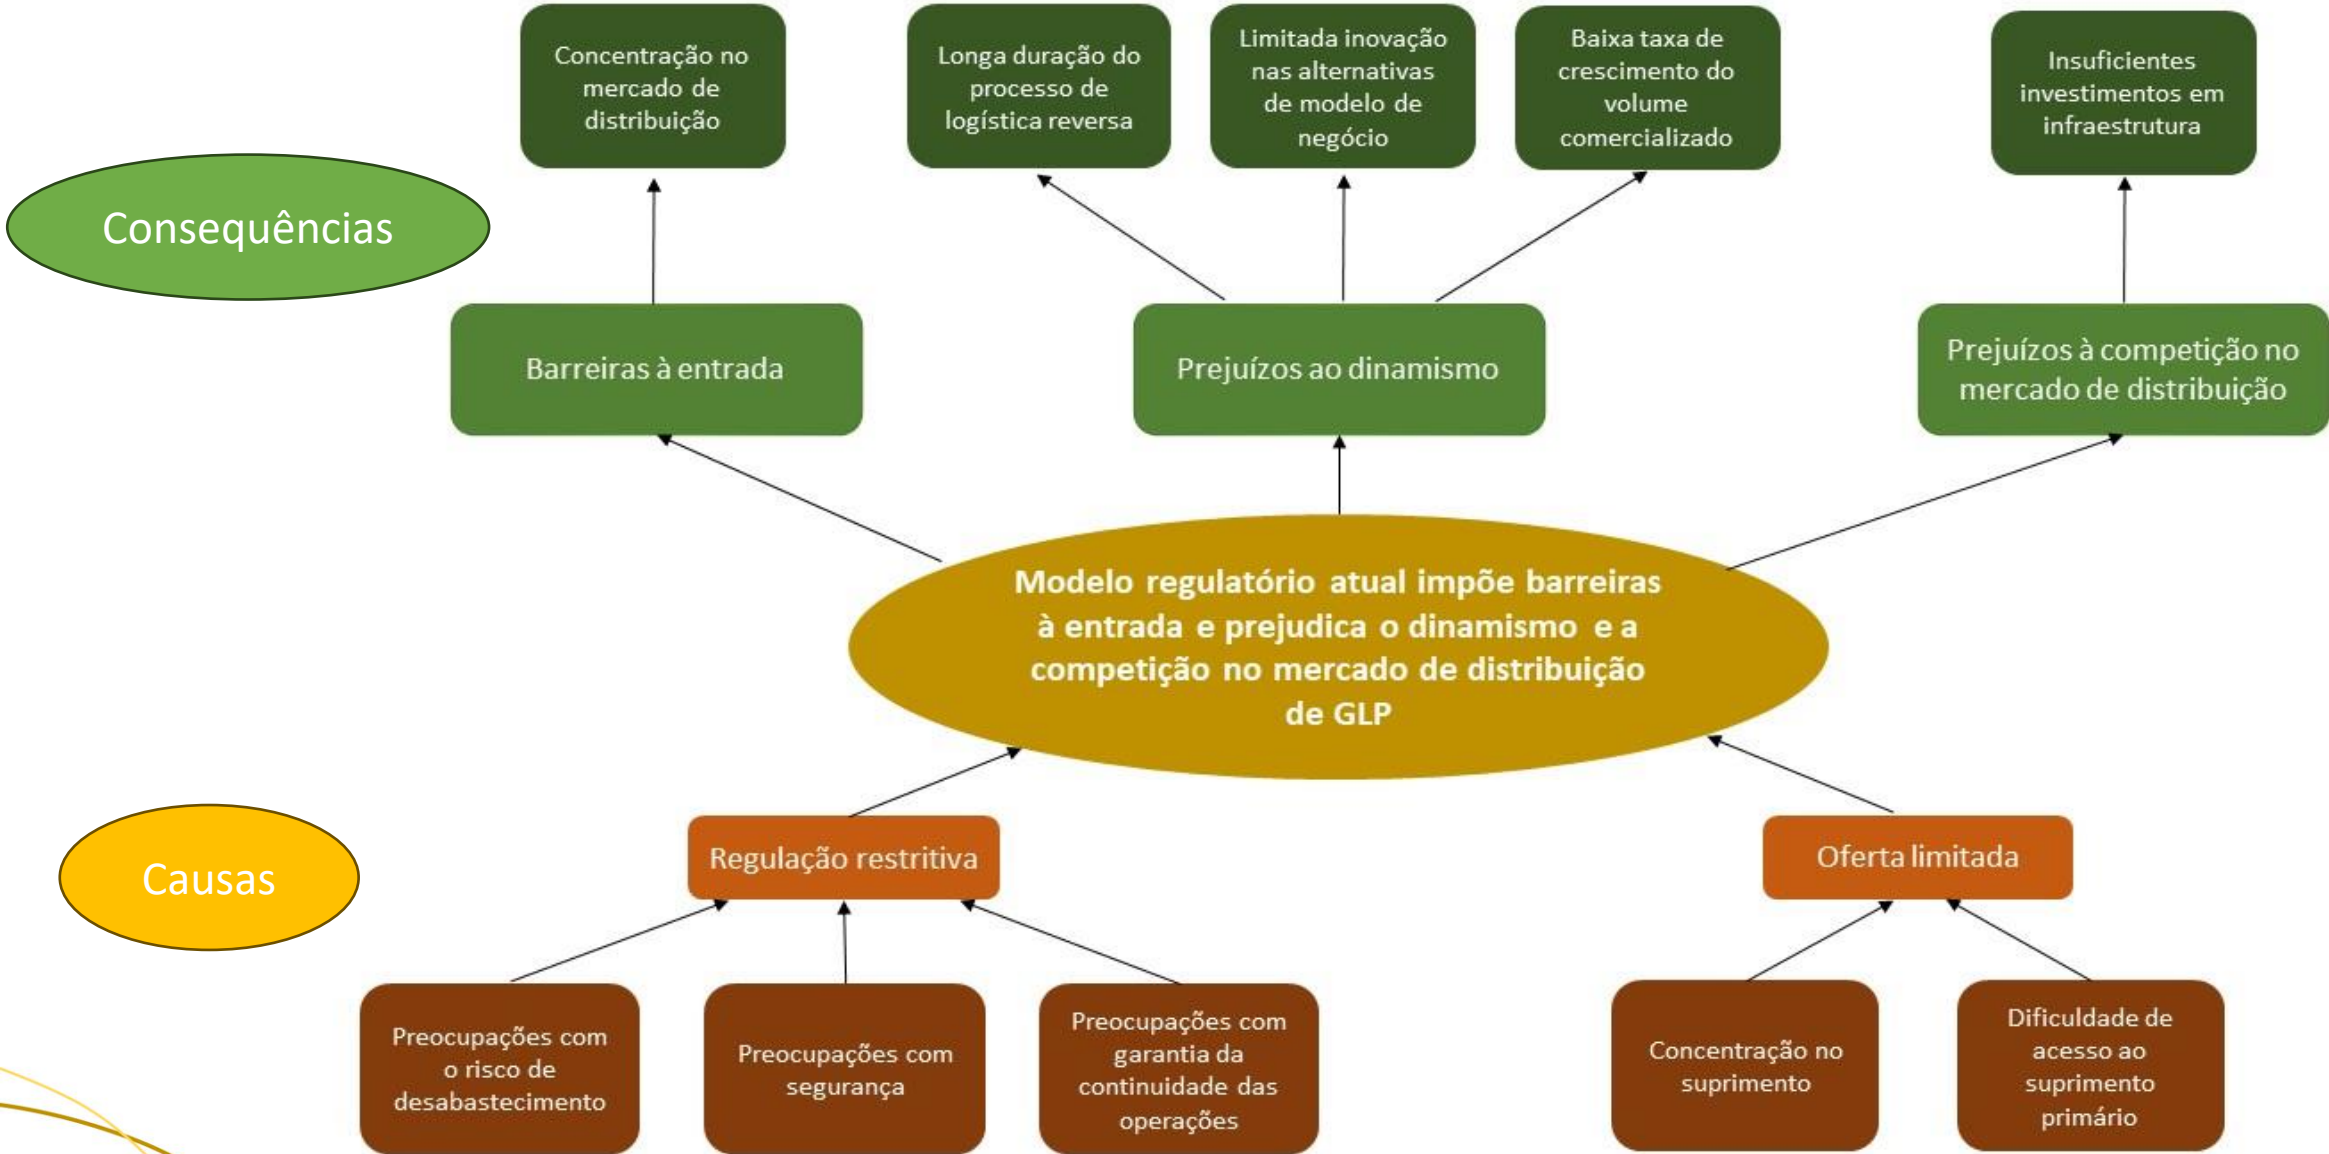 Concentração no
mercado de
distribuição
Longa duração do
processo de
logística reversa
Limitada inovação
nas alternativas
de modelo de
negócio
Baixa taxa de
crescimento do
volume
comercializado
Insuficientes
investimentos em
infraestrutura
Consequências
Barreiras à entrada
Prejuízos ao dinamismo
Prejuízos à competição no
mercado de distribuição
Modelo regulatório atual impõe barreiras
à entrada e prejudica o dinamismo e a
competição no mercado de distribuição
de GLP
Causas
Regulação restritiva
Oferta limitada
Preocupações com
o risco de
desabastecimento
Preocupações com
segurança
Preocupações com
garantia da
continuidade das
operações
Concentração no
suprimento
Dificuldade de
acesso ao
suprimento
primário